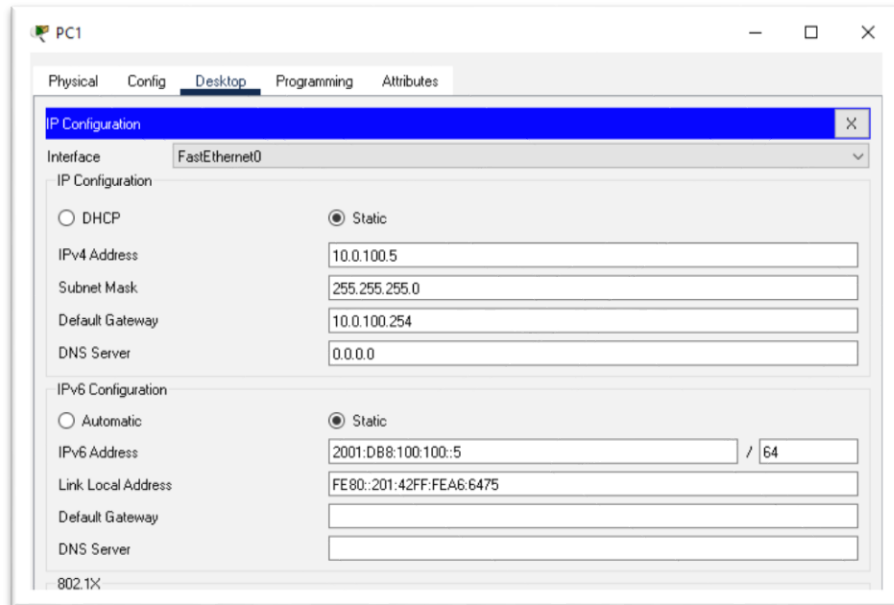 PC1
Physical Config Desktop Programming Attributes
IP Configuration X
Interface FastEthernet0
IP Configuration
DHCP Static
IPv4 Address 10.0.100.5
Subnet Mask 255.255.255.0
Default Gateway 10.0.100.254
DNS Server 0.0.0.0
IPv6 Configuration
Automatic Static
IPv6 Address 2001:DB8:100:100::5 / 64
Link Local Address FE80::201:42FF:FEA6:6475
Default Gateway
DNS Server
802.1X